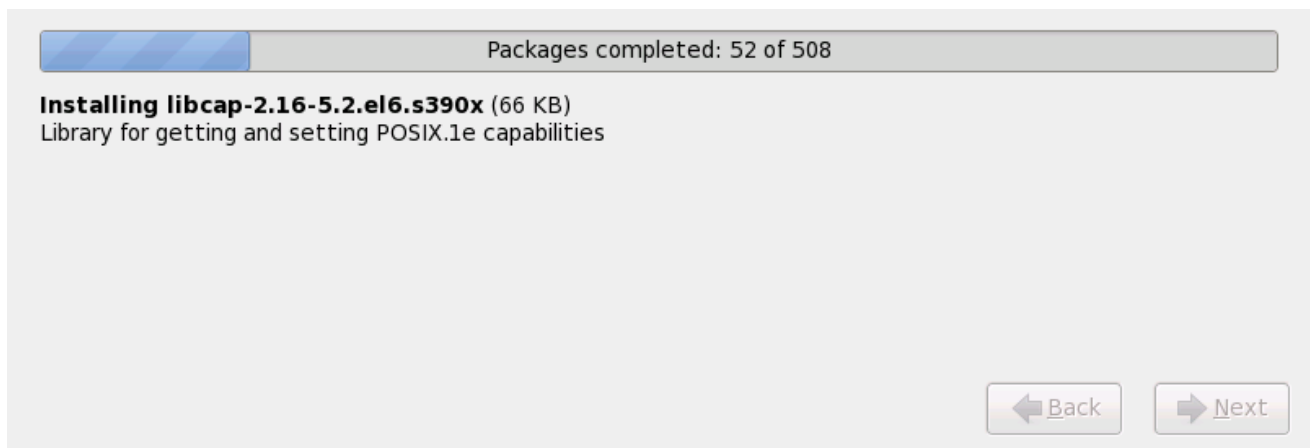 Packages completed: 52 of 508
Installing libcap-2.16-5.2.el6.s390x (66 KB)
Library for getting and setting POSIX.1e capabilities
Back
Next